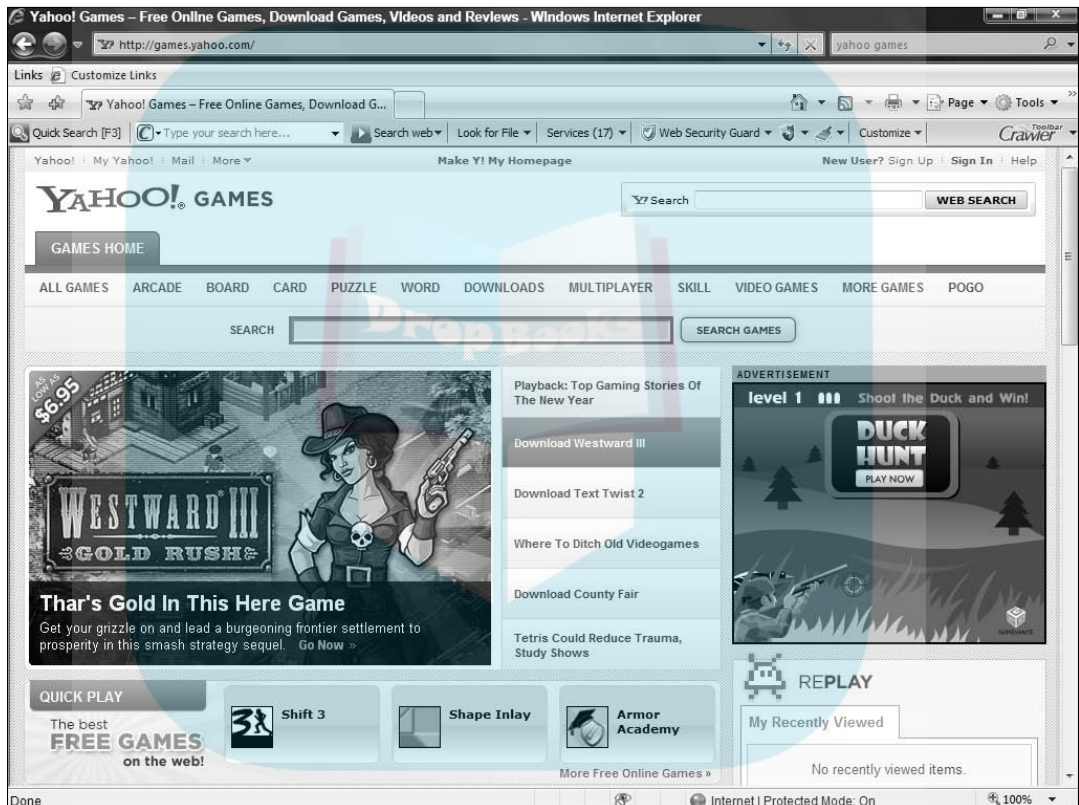 Yahoo! Games – Free Online Games, Download Games, Videos and Reviews - Windows Internet Explorer
http://games.yahoo.com/
yahoo games
Links Customize Links
Yahoo! Games – Free Online Games, Download G...
Page Tools
Quick Search [F3] Type your search here... Search web Look for File Services (17) Web Security Guard Customize Crawler Toolbar
Yahoo! My Yahoo! Mail More Make Y! My Homepage New User? Sign Up Sign In Help
YAHOO!® GAMES
Y! Search WEB SEARCH
GAMES HOME
ALL GAMES ARCADE BOARD CARD PUZZLE WORD DOWNLOADS MULTIPLAYER SKILL VIDEO GAMES MORE GAMES POGO
DropBooks
SEARCH SEARCH GAMES
AS LOW AS $6.95
WESTWARD III
GOLD RUSH
Thar's Gold In This Here Game
Get your grizzle on and lead a burgeoning frontier settlement to
prosperity in this smash strategy sequel. Go Now »
Playback: Top Gaming Stories Of
The New Year
Download Westward III
Download Text Twist 2
Where To Ditch Old Videogames
Download County Fair
Tetris Could Reduce Trauma,
Study Shows
ADVERTISEMENT
level 1 Shoot the Duck and Win!
DUCK
HUNT
PLAY NOW
GAMEVANCE
QUICK PLAY
The best
FREE GAMES
on the web!
Shift 3
Shape Inlay
Armor
Academy
More Free Online Games »
REPLAY
My Recently Viewed
No recently viewed items.
Done Internet | Protected Mode: On 100%